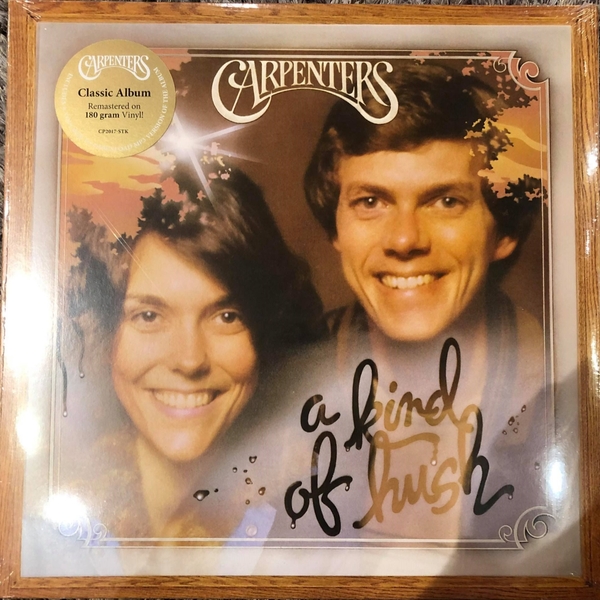 CARPENTERS
Classic Album
Remastered on
180 gram Vinyl!
CP2017-STK
CARPENTERS
a kind
of hush